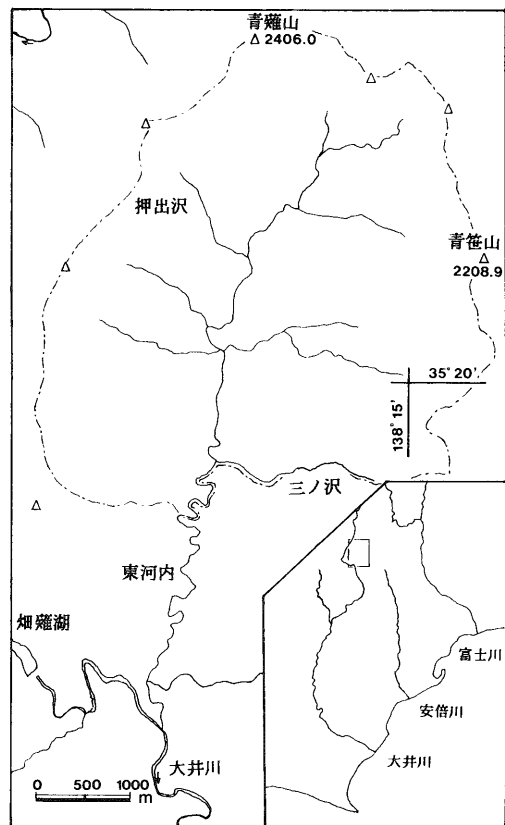 青薙山
△ 2406.0
押出沢
青笹山
△
2208.9
35° 20'
138° 15'
三ノ沢
東河内
畑薙湖
富士川
安倍川
大井川
大井川
0 500 1000
m